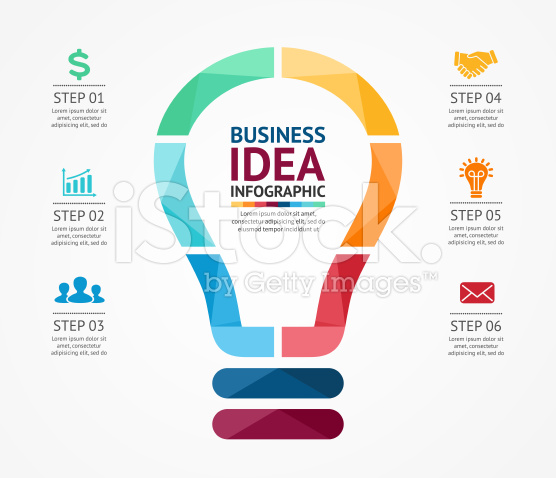 STEP 01
Lorem ipsum dolor sit
amet, consectetur
adipisicing elit, sed do
STEP 02
Lorem ipsum dolor sit
amet, consectetur
adipisicing elit, sed do
STEP 03
Lorem ipsum dolor sit
amet, consectetur
adipisicing elit, sed do
BUSINESS
IDEA
INFOGRAPHIC
Lorem ipsum dolor sit amet,
consectetur adipisicing elit, sed do
eiusmod tempor incididunt ut
iStock.
by Getty Images™
STEP 04
Lorem ipsum dolor sit
amet, consectetur
adipisicing elit, sed do
STEP 05
Lorem ipsum dolor sit
amet, consectetur
adipisicing elit, sed do
STEP 06
Lorem ipsum dolor sit
amet, consectetur
adipisicing elit, sed do